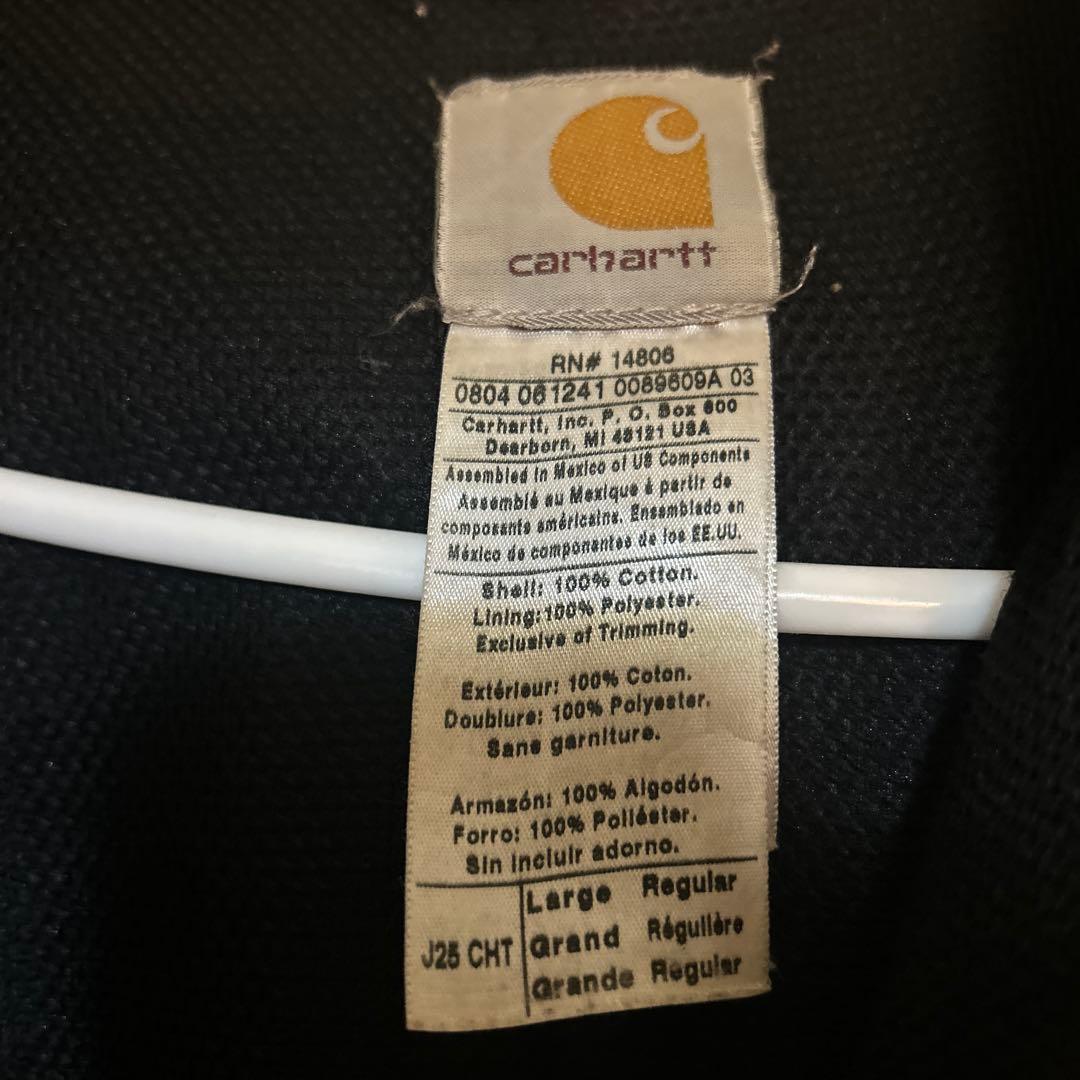 carhartt
RN# 14806
0804 061241 0089609A 03
Carhartt, Inc. P. O. Box 600
Dearborn, MI 48121 USA
Assembled in Mexico of US Components
Assemblé au Mexique à partir de
composants américains. Ensamblado en
México de componentes de los EE.UU.
Shell: 100% Cotton.
Lining:100% Polyester.
Exclusive of Trimming.
Extérieur: 100% Coton.
Doublure: 100% Polyester.
Sans garniture.
Armazón: 100% Algodón.
Forro: 100% Poliéster.
Sin incluir adorno.
J25 CHT
Large Regular
Grand Régulière
Grande Regular